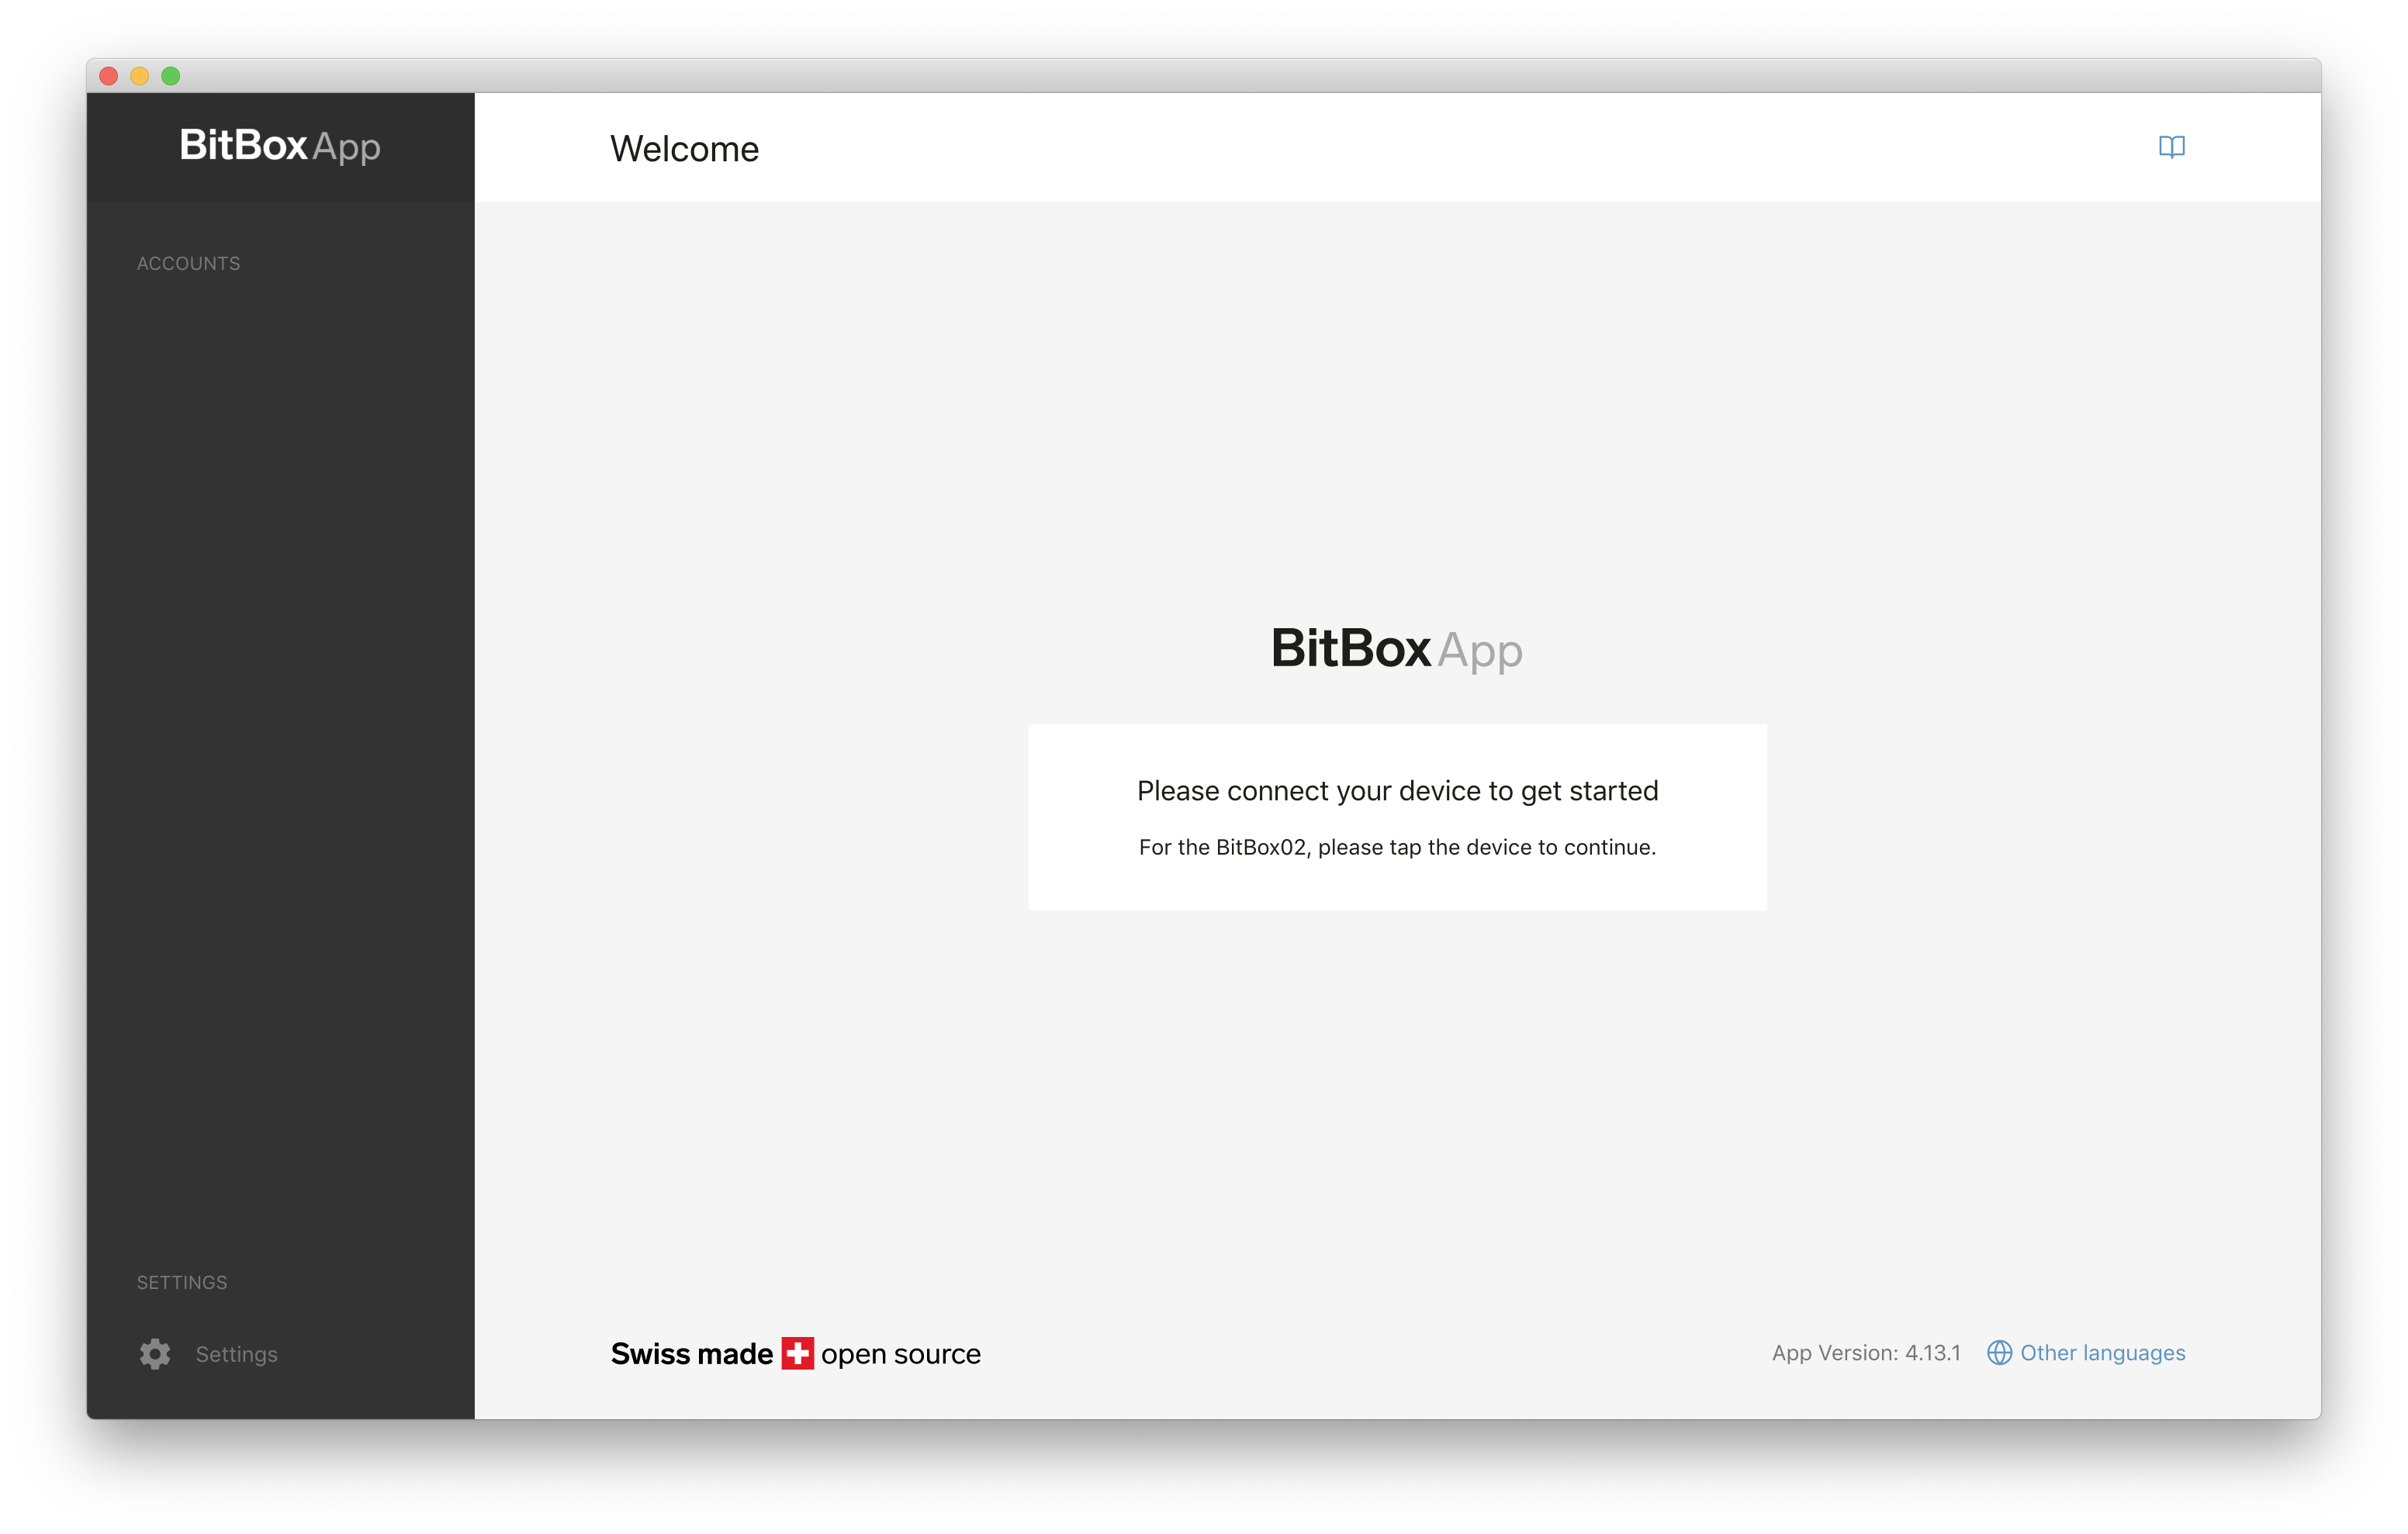 BitBox App
Welcome
ACCOUNTS
BitBox App
Please connect your device to get started
For the BitBox02, please tap the device to continue.
SETTINGS
Settings
Swiss made open source
App Version: 4.13.1
Other languages